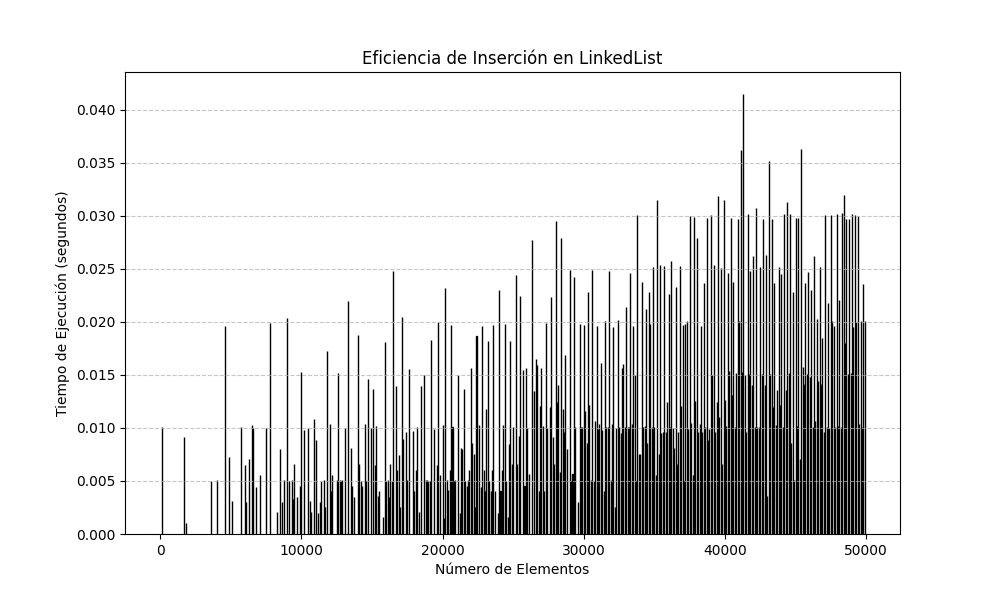 Eficiencia de Inserción en LinkedList
Tiempo de Ejecución (segundos)
0.040
0.035
0.030
0.025
0.020
0.015
0.010
0.005
0.000
0 10000 20000 30000 40000 50000
Número de Elementos